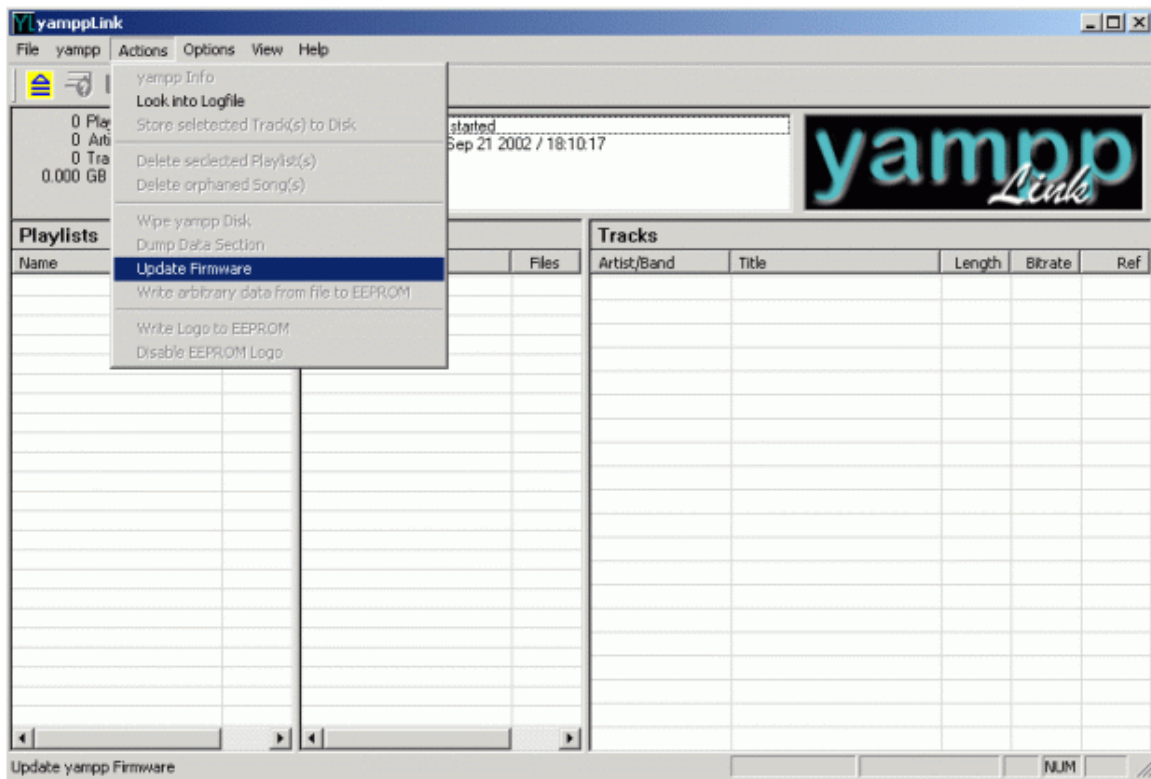 YL yamppLink
File yampp Actions Options View Help
yampp Info
Look into Logfile
Store seletected Track(s) to Disk
Delete seclected Playlist(s)
Delete orphaned Song(s)
Wipe yampp Disk
Dump Data Section
Update Firmware
Write arbitrary data from file to EEPROM
Write Logo to EEPROM
Disable EEPROM Logo
0 Play
0 Arti
0 Tra
0.000 GB
started
Sep 21 2002 / 18:10:17
yampp
Link
Playlists
Name
Files
Tracks
Artist/Band Title Length Bitrate Ref
Update yampp Firmware
NUM